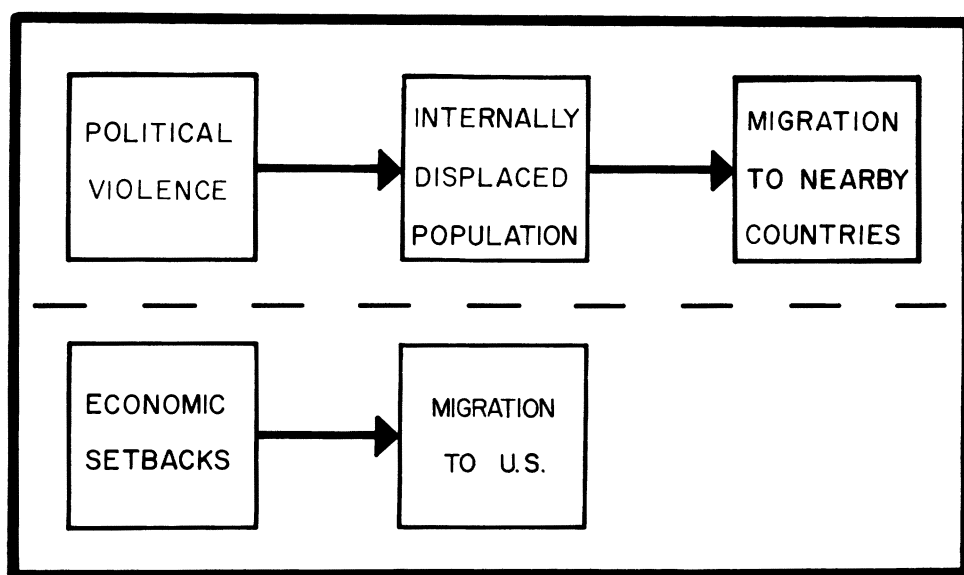 POLITICAL
VIOLENCE
INTERNALLY
DISPLACED
POPULATION
MIGRATION
TO NEARBY
COUNTRIES
ECONOMIC
SETBACKS
MIGRATION
TO U.S.